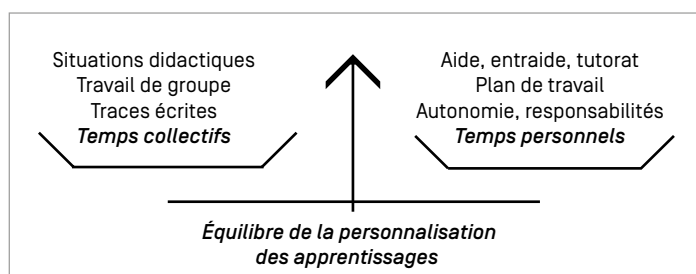 Situations didactiques
Travail de groupe
Traces écrites
Temps collectifs
Aide, entraide, tutorat
Plan de travail
Autonomie, responsabilités
Temps personnels
Équilibre de la personnalisation
des apprentissages